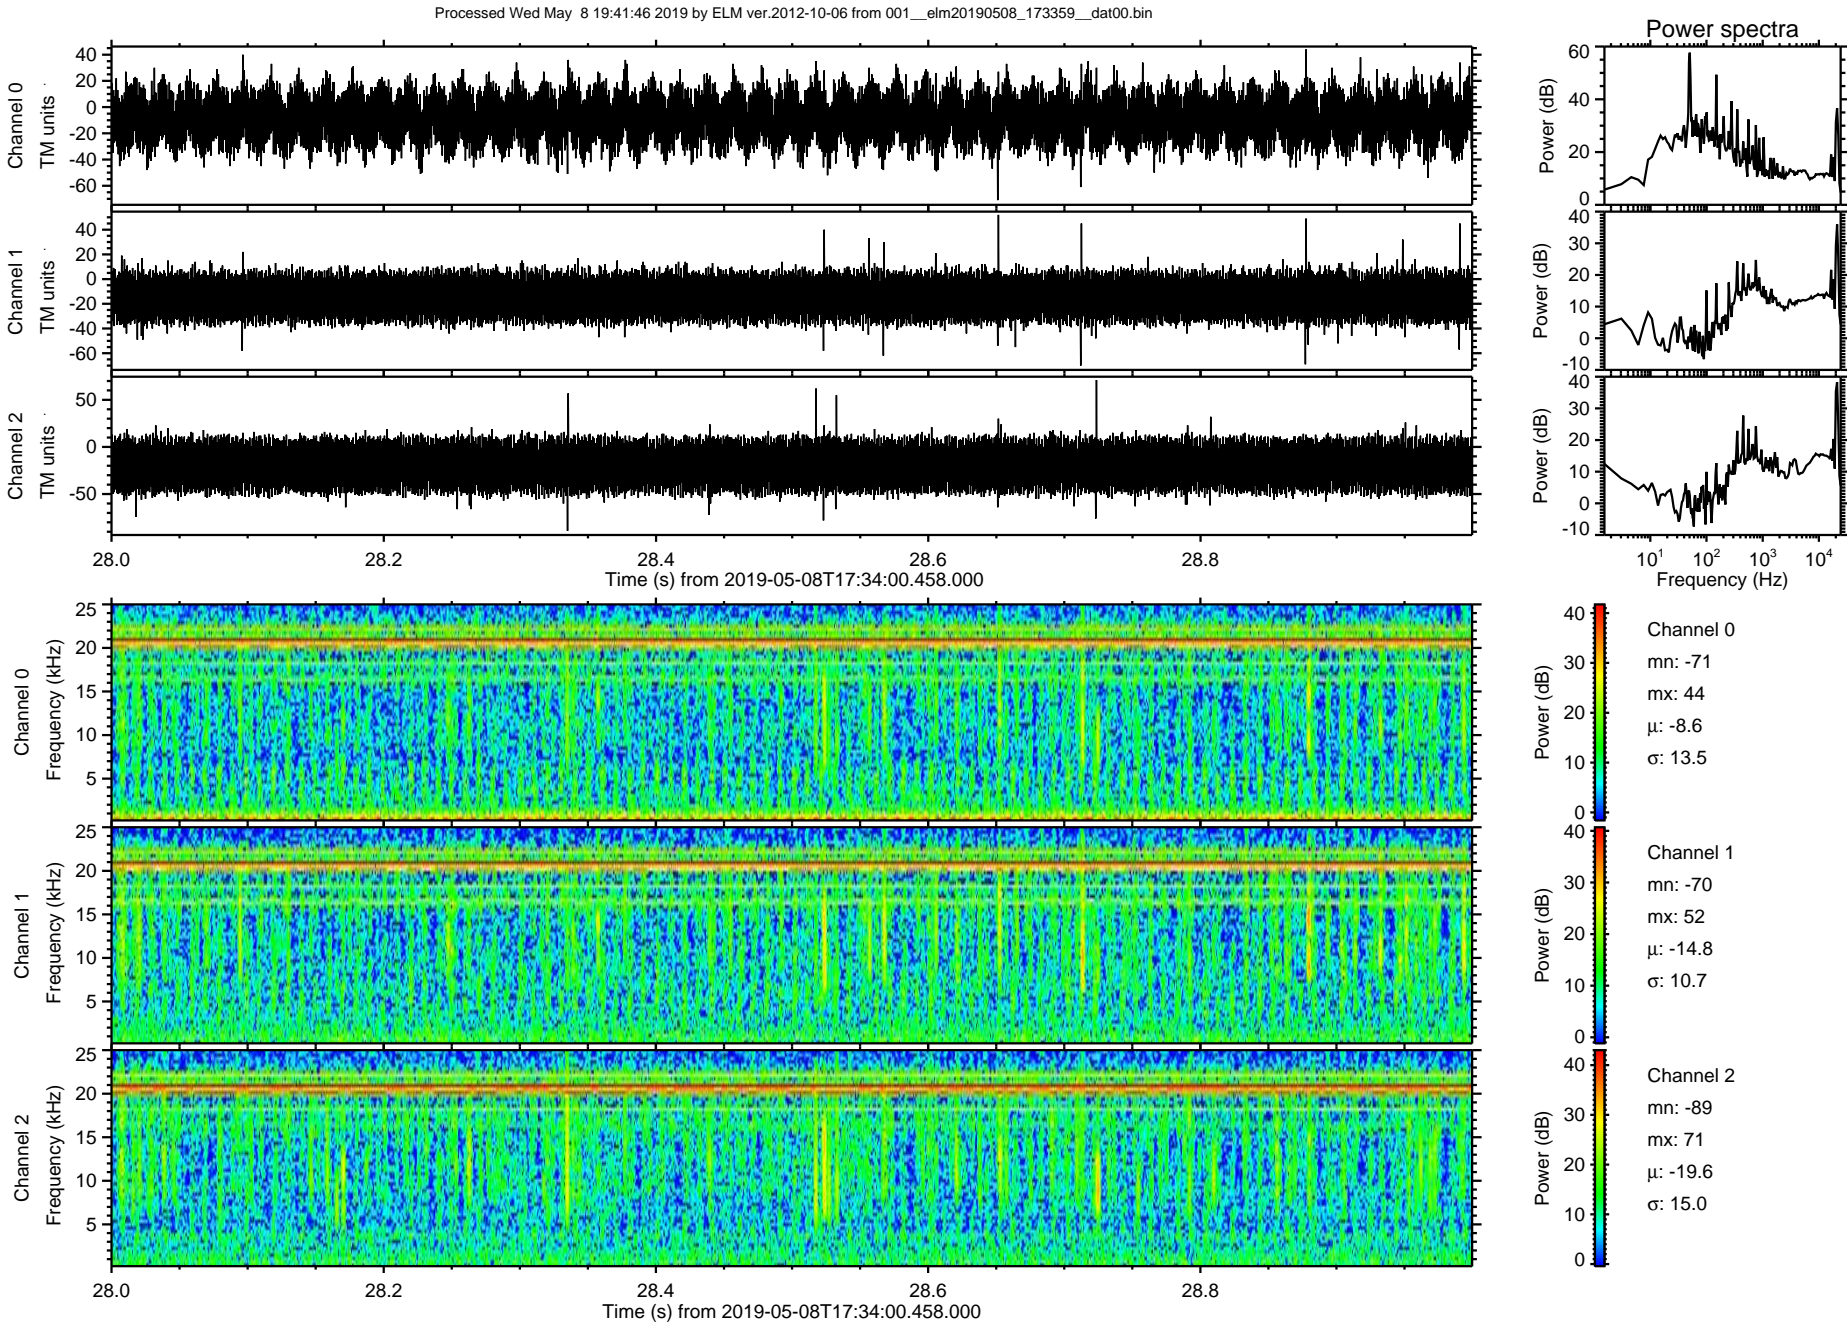 Processed Wed May  8 19:41:46 2019 by ELM ver.2012-10-06 from 001__elm20190508_173359__dat00.bin
Power spectra
Channel 0
TM units
40
20
0
-20
-40
-60
Power (dB)
60
40
20
0
Channel 1
TM units
40
20
0
-20
-40
-60
Power (dB)
40
30
20
10
0
-10
Channel 2
TM units
50
0
-50
Power (dB)
40
30
20
10
0
-10
28.0 28.2 28.4 28.6 28.8
Time (s) from 2019-05-08T17:34:00.458.000
10^1 10^2 10^3 10^4
Frequency (Hz)
Channel 0
Frequency (kHz)
25
20
15
10
5
Power (dB)
40
30
20
10
0
Channel 0
mn: -71
mx: 44
μ: -8.6
σ: 13.5
Channel 1
Frequency (kHz)
25
20
15
10
5
Power (dB)
40
30
20
10
0
Channel 1
mn: -70
mx: 52
μ: -14.8
σ: 10.7
Channel 2
Frequency (kHz)
25
20
15
10
5
Power (dB)
40
30
20
10
0
Channel 2
mn: -89
mx: 71
μ: -19.6
σ: 15.0
28.0 28.2 28.4 28.6 28.8
Time (s) from 2019-05-08T17:34:00.458.000